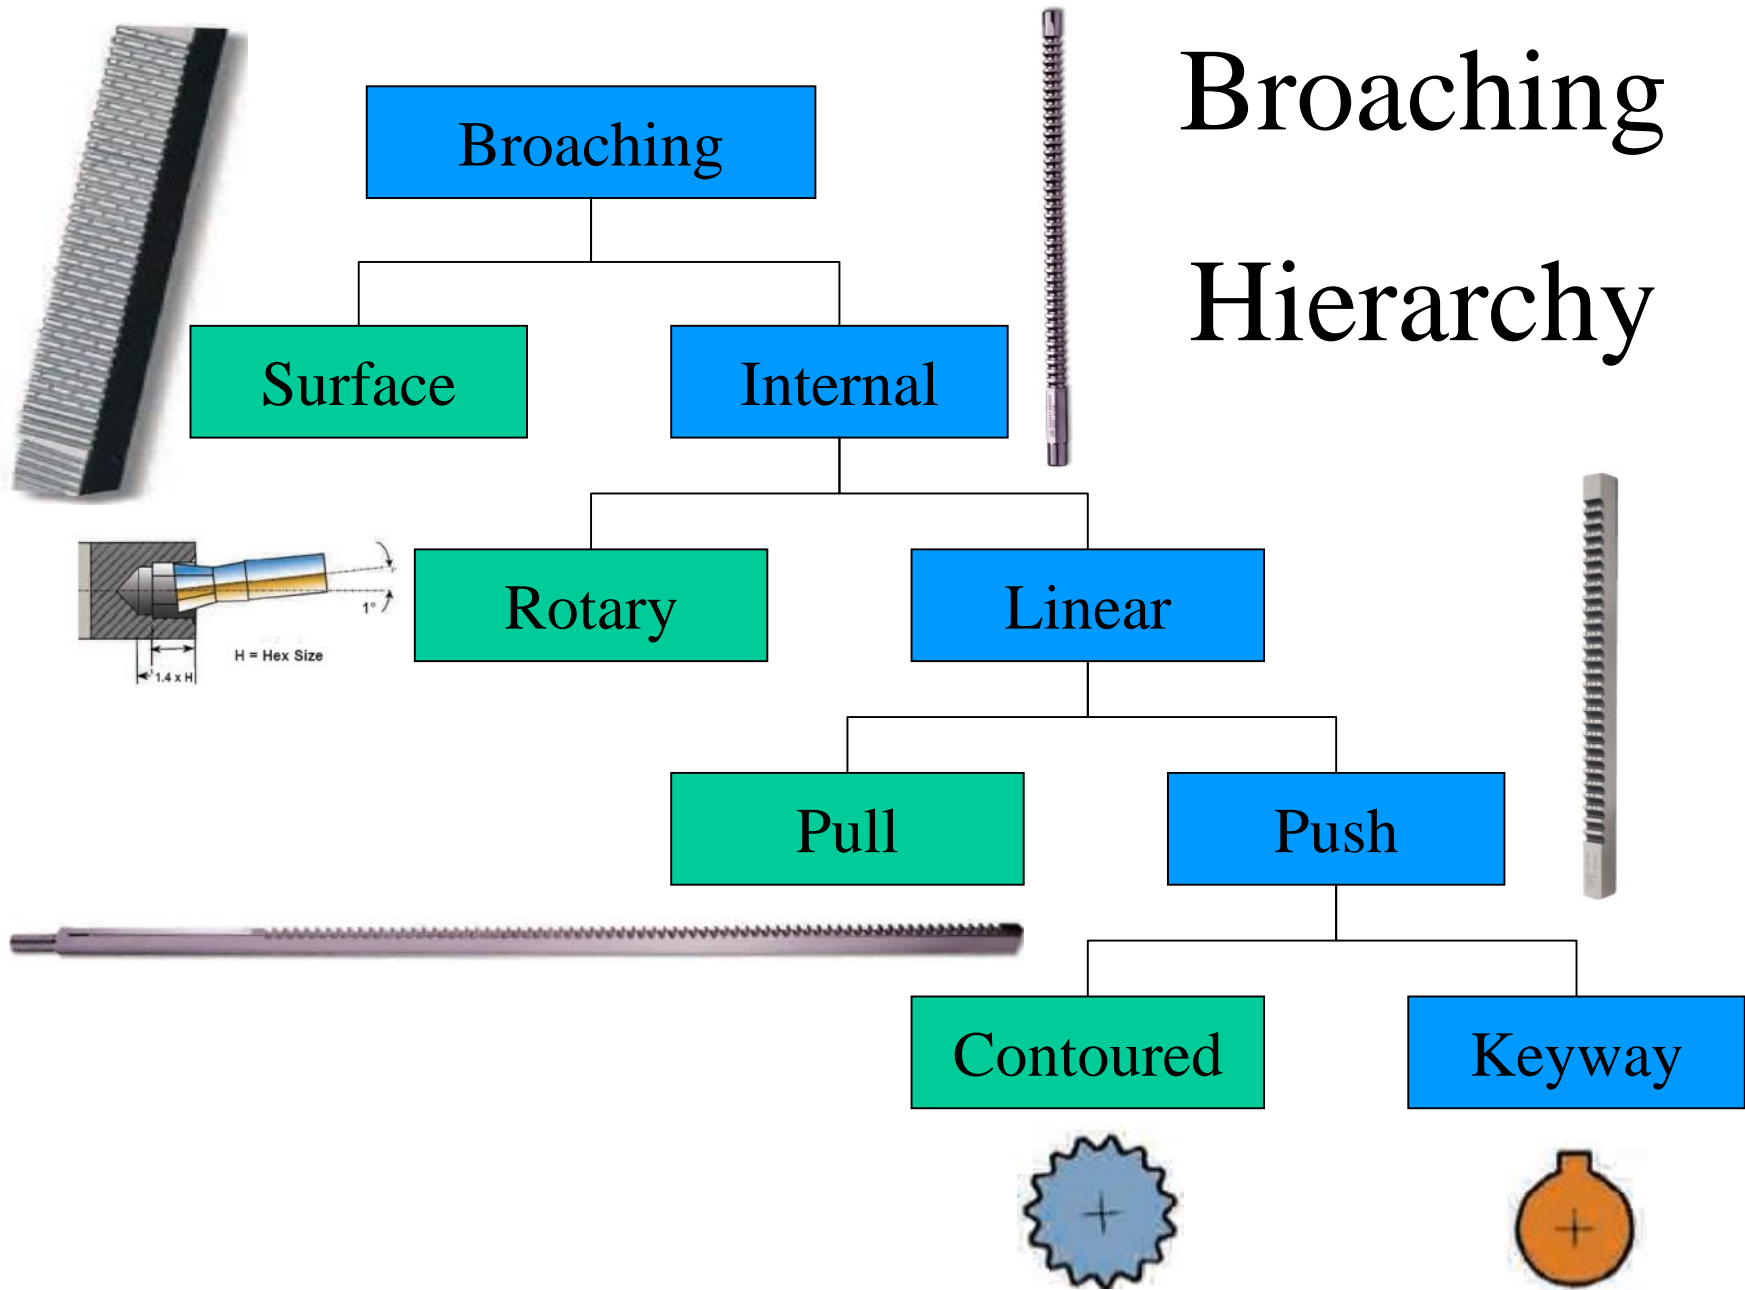 Broaching
Hierarchy
Broaching
Surface
Internal
Rotary
Linear
1°
H = Hex Size
1.4 x H
Pull
Push
Contoured
Keyway